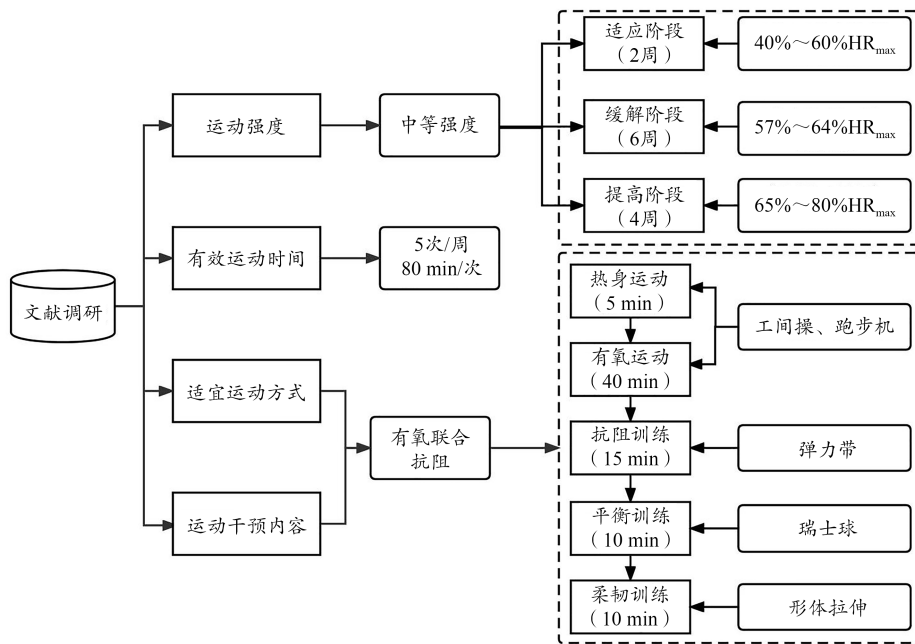 文献调研
运动强度
中等强度
适应阶段
（2周）
40%～60%HRmax
缓解阶段
（6周）
57%～64%HRmax
提高阶段
（4周）
65%～80%HRmax
有效运动时间
5次/周
80 min/次
适宜运动方式
运动干预内容
有氧联合
抗阻
热身运动
（5 min）
有氧运动
（40 min）
工间操、跑步机
抗阻训练
（15 min）
弹力带
平衡训练
（10 min）
瑞士球
柔韧训练
（10 min）
形体拉伸